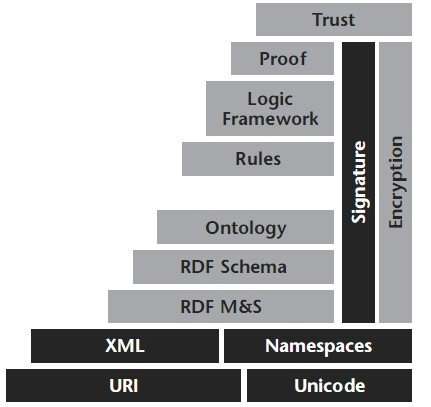 Trust
Proof
Logic
Framework
Rules
Ontology
RDF Schema
RDF M&S
Signature
Encryption
XML
Namespaces
URI
Unicode